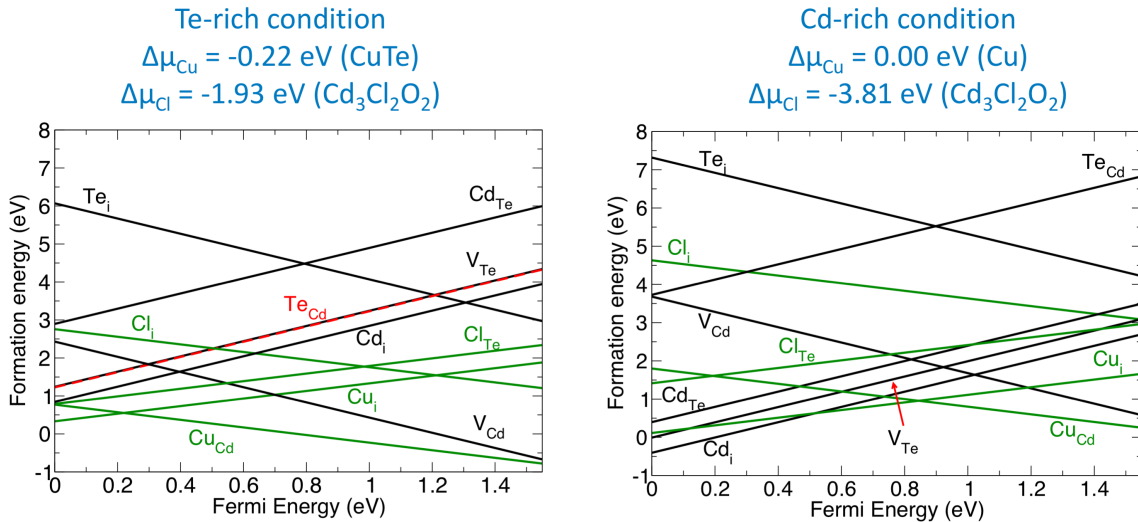 Te-rich condition
Δμ_Cu = -0.22 eV (CuTe)
Δμ_Cl = -1.93 eV (Cd₃Cl₂O₂)
8
7
6
5
4
3
2
1
0
-1
Formation energy (eV)
Te_i
Cd_Te
V_Te
Te_Cd
Cl_i
Cd_i
Cl_Te
Cu_i
Cu_Cd
V_Cd
0 0.2 0.4 0.6 0.8 1 1.2 1.4
Fermi Energy (eV)
Cd-rich condition
Δμ_Cu = 0.00 eV (Cu)
Δμ_Cl = -3.81 eV (Cd₃Cl₂O₂)
8
7
6
5
4
3
2
1
0
-1
Formation energy (eV)
Te_i
Te_Cd
Cl_i
V_Cd
Cl_Te
Cu_i
Cd_Te
V_Te
Cu_Cd
Cd_i
0 0.2 0.4 0.6 0.8 1 1.2 1.4
Fermi Energy (eV)